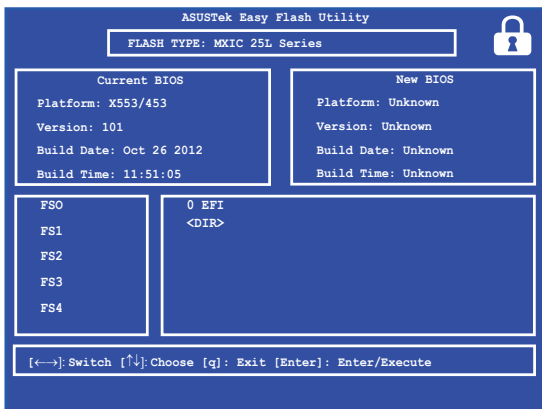 ASUSTek Easy Flash Utility
FLASH TYPE: MXIC 25L Series
Current BIOS
Platform: X553/453
Version: 101
Build Date: Oct 26 2012
Build Time: 11:51:05
New BIOS
Platform: Unknown
Version: Unknown
Build Date: Unknown
Build Time: Unknown
FSO
FS1
FS2
FS3
FS4
0 EFI
<DIR>
[←→]: Switch [↑↓]: Choose [q]: Exit [Enter]: Enter/Execute